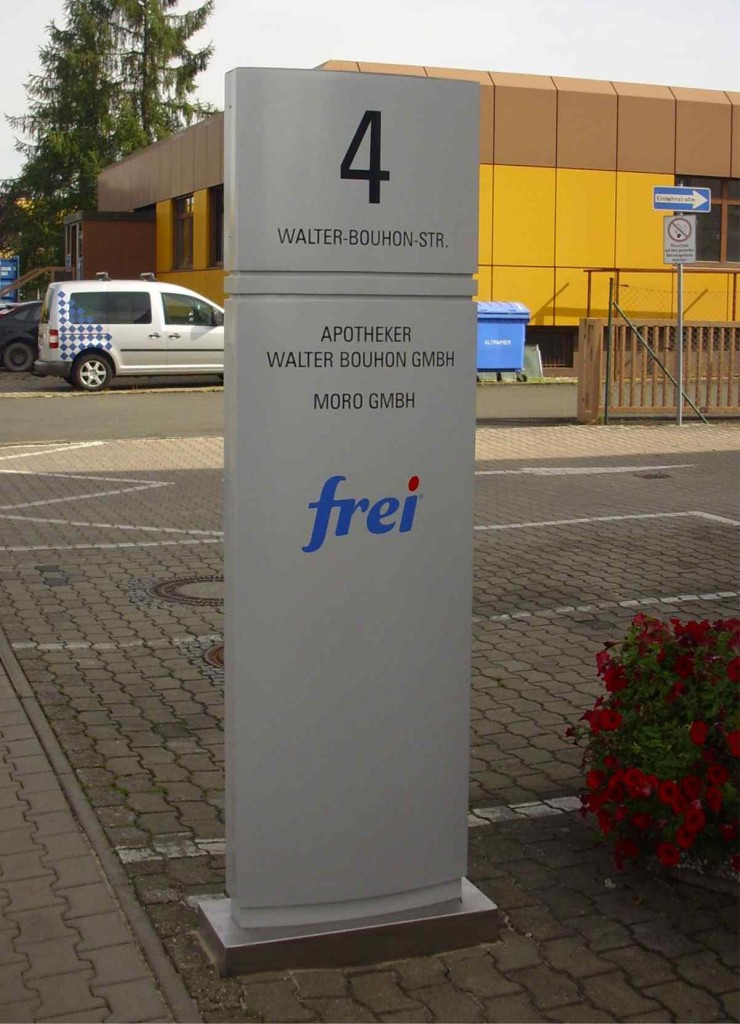 4
WALTER-BOUHON-STR.
APOTHEKER
WALTER BOUHON GMBH
MORO GMBH
frei
Einbahnstraße
ALTPAPIER